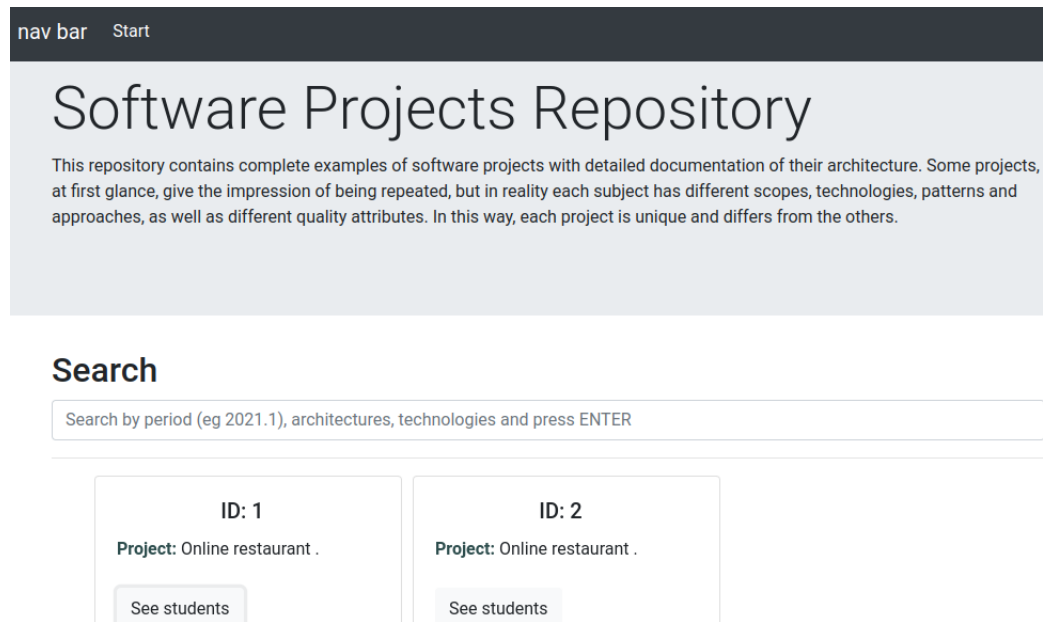 nav bar Start
Software Projects Repository
This repository contains complete examples of software projects with detailed documentation of their architecture. Some projects,
at first glance, give the impression of being repeated, but in reality each subject has different scopes, technologies, patterns and
approaches, as well as different quality attributes. In this way, each project is unique and differs from the others.
Search
Search by period (eg 2021.1), architectures, technologies and press ENTER
ID: 1
Project: Online restaurant .
See students
ID: 2
Project: Online restaurant .
See students